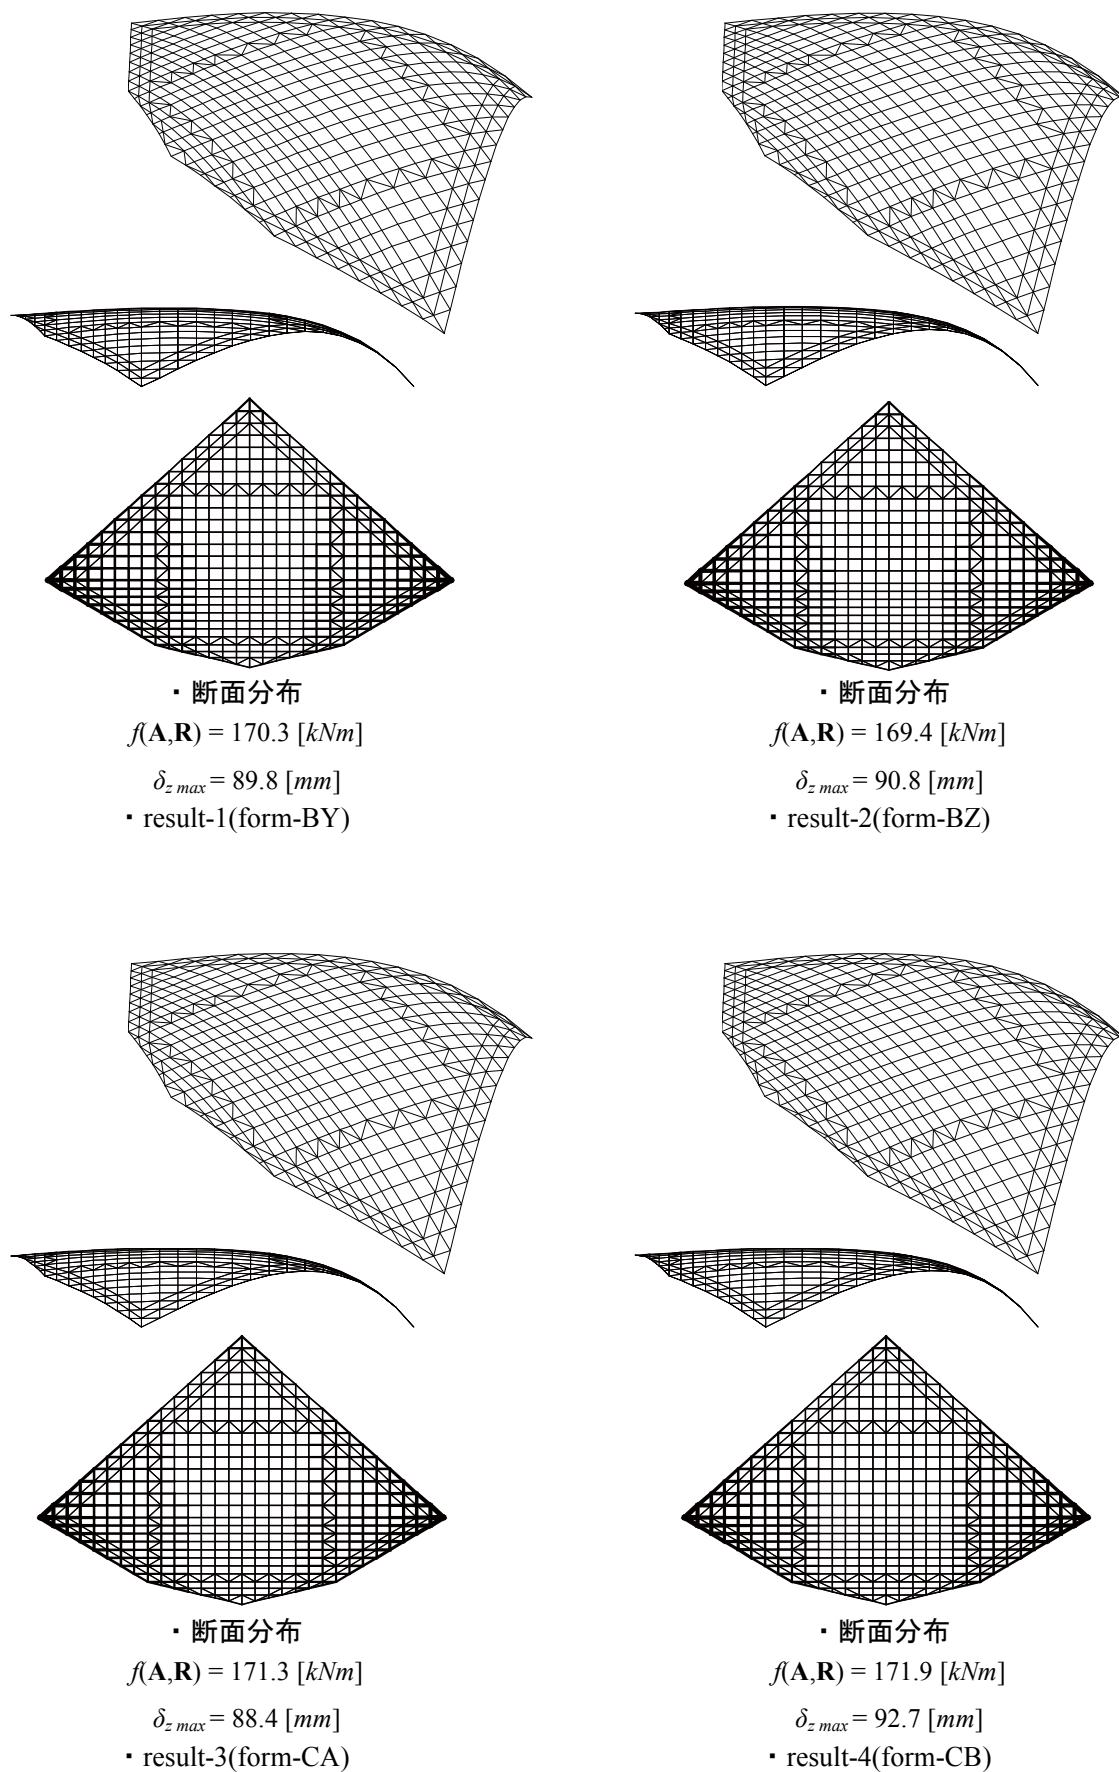 ▪ 断面分布
f(A,R) = 170.3 [kNm]
δz max = 89.8 [mm]
▪ result-1(form-BY)
▪ 断面分布
f(A,R) = 169.4 [kNm]
δz max = 90.8 [mm]
▪ result-2(form-BZ)
▪ 断面分布
f(A,R) = 171.3 [kNm]
δz max = 88.4 [mm]
▪ result-3(form-CA)
▪ 断面分布
f(A,R) = 171.9 [kNm]
δz max = 92.7 [mm]
▪ result-4(form-CB)